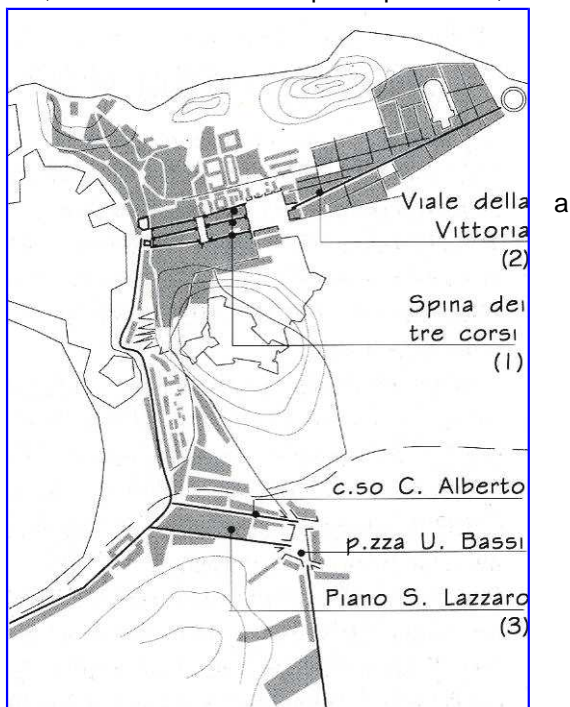 Viale della
Vittoria
(2)
a
Spina dei
tre corsi
(1)
c.so C. Alberto
p.zza U. Bassi
Piano S. Lazzaro
(3)